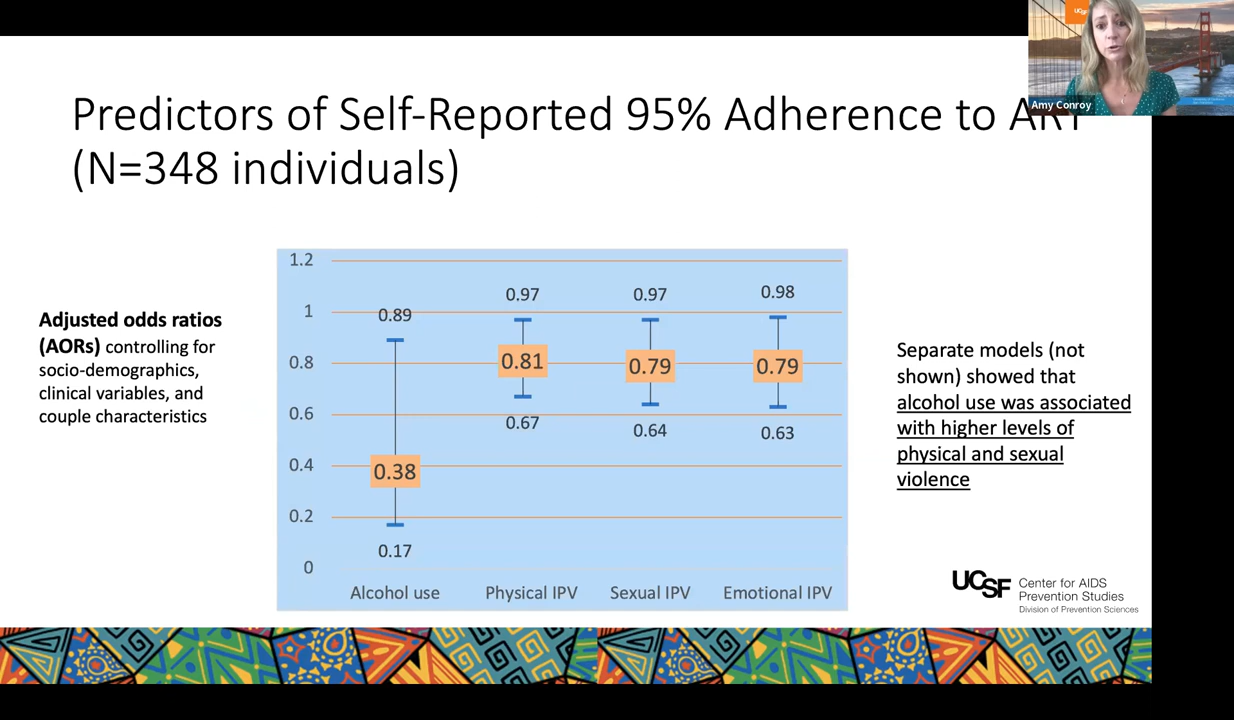 UCSF
Amy Conroy
Predictors of Self-Reported 95% Adherence to ART
(N=348 individuals)
Adjusted odds ratios
(AORs) controlling for
socio-demographics,
clinical variables, and
couple characteristics
1.2
1
0.8
0.6
0.4
0.2
0
0.89
0.38
0.17
0.97
0.81
0.67
0.97
0.79
0.64
0.98
0.79
0.63
Alcohol use
Physical IPV
Sexual IPV
Emotional IPV
Separate models (not
shown) showed that
alcohol use was associated
with higher levels of
physical and sexual
violence
UCSF
Center for AIDS
Prevention Studies
Division of Prevention Sciences